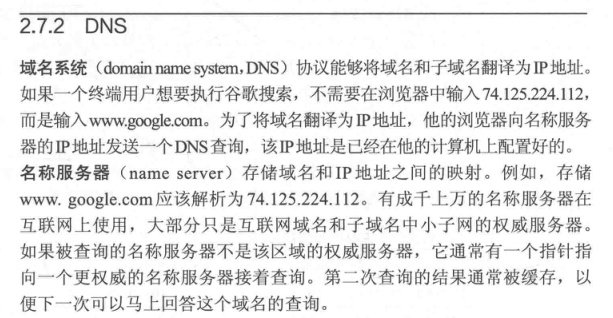 2.7.2 DNS
域名系统（domain name system，DNS）协议能够将域名和子域名翻译为IP地址。
如果一个终端用户想要执行谷歌搜索，不需要在浏览器中输入74.125.224.112，
而是输入www.google.com。为了将域名翻译为IP地址，他的浏览器向名称服务
器的IP地址发送一个DNS查询，该IP地址是已经在他的计算机上配置好的。
名称服务器（name server）存储域名和IP地址之间的映射。例如，存储
www. google.com应该解析为74.125.224.112。有成千上万的名称服务器在
互联网上使用，大部分只是互联网域名和子域名中小子网的权威服务器。
如果被查询的名称服务器不是该区域的权威服务器，它通常有一个指针指
向一个更权威的名称服务器接着查询。第二次查询的结果通常被缓存，以
便下一次可以马上回答这个域名的查询。